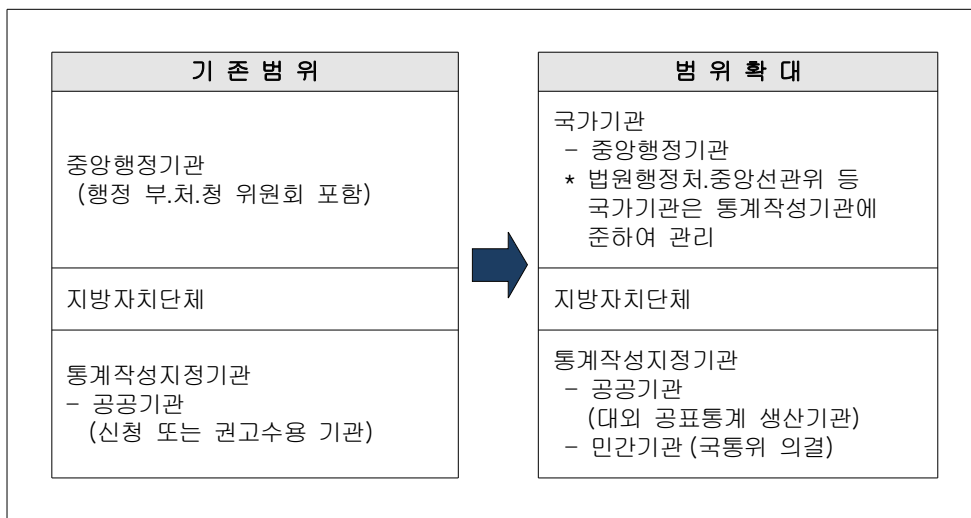 기 존 범 위
중앙행정기관
(행정 부.처.청 위원회 포함)
지방자치단체
통계작성지정기관
- 공공기관
(신청 또는 권고수용 기관)
범 위 확 대
국가기관
- 중앙행정기관
* 법원행정처.중앙선관위 등
국가기관은 통계작성기관에
준하여 관리
지방자치단체
통계작성지정기관
- 공공기관
(대외 공표통계 생산기관)
- 민간기관 (국통위 의결)